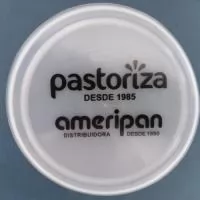 pastoriza
DESDE 1985
ameripan
DISTRIBUIDORA DESDE 1990